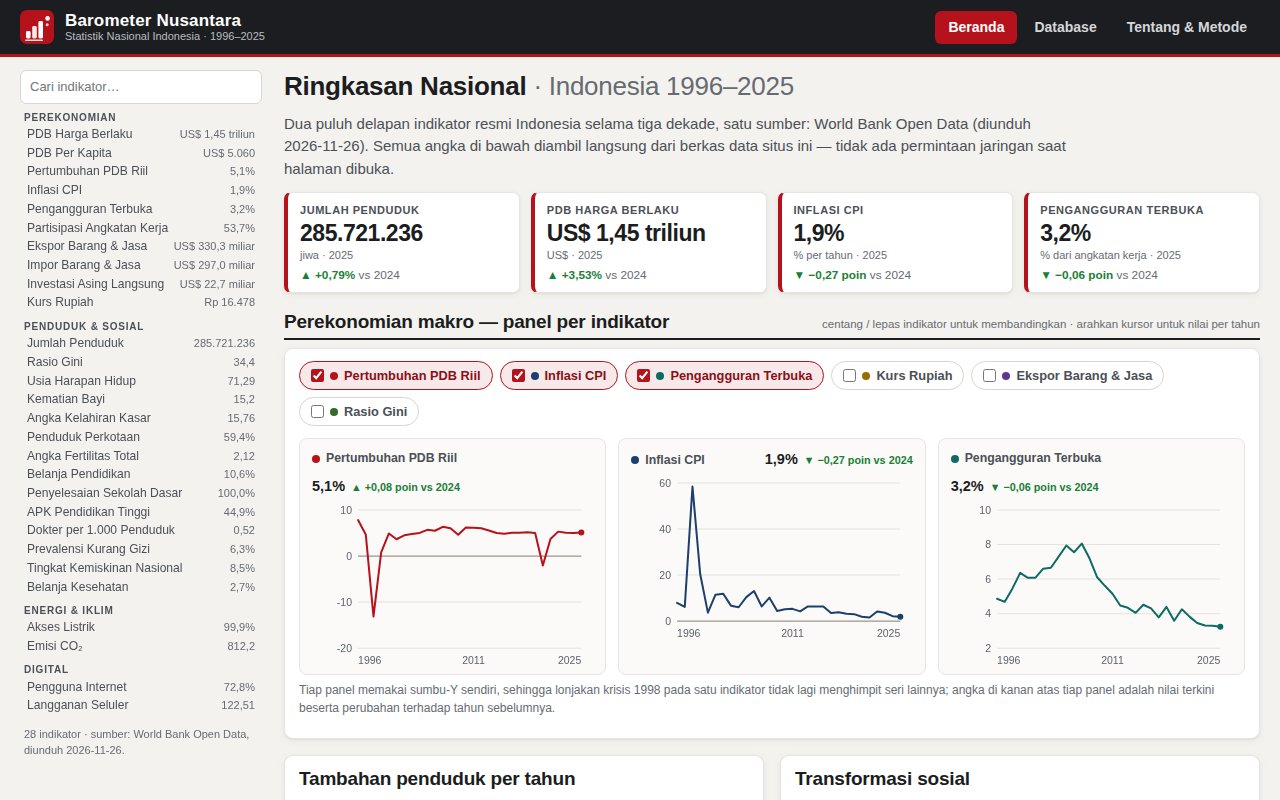 Barometer Nusantara
Statistik Nasional Indonesia · 1996–2025
Beranda
Database
Tentang & Metode
Cari indikator…
PEREKONOMIAN
PDB Harga Berlaku US$ 1,45 triliun
PDB Per Kapita US$ 5.060
Pertumbuhan PDB Riil 5,1%
Inflasi CPI 1,9%
Pengangguran Terbuka 3,2%
Partisipasi Angkatan Kerja 53,7%
Ekspor Barang & Jasa US$ 330,3 miliar
Impor Barang & Jasa US$ 297,0 miliar
Investasi Asing Langsung US$ 22,7 miliar
Kurs Rupiah Rp 16.478
PENDUDUK & SOSIAL
Jumlah Penduduk 285.721.236
Rasio Gini 34,4
Usia Harapan Hidup 71,29
Kematian Bayi 15,2
Angka Kelahiran Kasar 15,76
Penduduk Perkotaan 59,4%
Angka Fertilitas Total 2,12
Belanja Pendidikan 10,6%
Penyelesaian Sekolah Dasar 100,0%
APK Pendidikan Tinggi 44,9%
Dokter per 1.000 Penduduk 0,52
Prevalensi Kurang Gizi 6,3%
Tingkat Kemiskinan Nasional 8,5%
Belanja Kesehatan 2,7%
ENERGI & IKLIM
Akses Listrik 99,9%
Emisi CO₂ 812,2
DIGITAL
Pengguna Internet 72,8%
Langganan Seluler 122,51
28 indikator · sumber: World Bank Open Data,
diunduh 2026-11-26.
Ringkasan Nasional · Indonesia 1996–2025
Dua puluh delapan indikator resmi Indonesia selama tiga dekade, satu sumber: World Bank Open Data (diunduh
2026-11-26). Semua angka di bawah diambil langsung dari berkas data situs ini — tidak ada permintaan jaringan saat
halaman dibuka.
JUMLAH PENDUDUK
285.721.236
jiwa · 2025
▲ +0,79% vs 2024
PDB HARGA BERLAKU
US$ 1,45 triliun
US$ · 2025
▲ +3,53% vs 2024
INFLASI CPI
1,9%
% per tahun · 2025
▼ −0,27 poin vs 2024
PENGANGGURAN TERBUKA
3,2%
% dari angkatan kerja · 2025
▼ −0,06 poin vs 2024
Perekonomian makro — panel per indikator
centang / lepas indikator untuk membandingkan · arahkan kursor untuk nilai per tahun
Pertumbuhan PDB Riil
Inflasi CPI
Pengangguran Terbuka
Kurs Rupiah
Ekspor Barang & Jasa
Rasio Gini
Pertumbuhan PDB Riil
5,1% ▲ +0,08 poin vs 2024
10
0
-10
-20
1996 2011 2025
Inflasi CPI 1,9% ▼ −0,27 poin vs 2024
60
40
20
0
1996 2011 2025
Pengangguran Terbuka
3,2% ▼ −0,06 poin vs 2024
10
8
6
4
2
1996 2011 2025
Tiap panel memakai sumbu-Y sendiri, sehingga lonjakan krisis 1998 pada satu indikator tidak lagi menghimpit seri lainnya; angka di kanan atas tiap panel adalah nilai terkini
beserta perubahan terhadap tahun sebelumnya.
Tambahan penduduk per tahun
Transformasi sosial